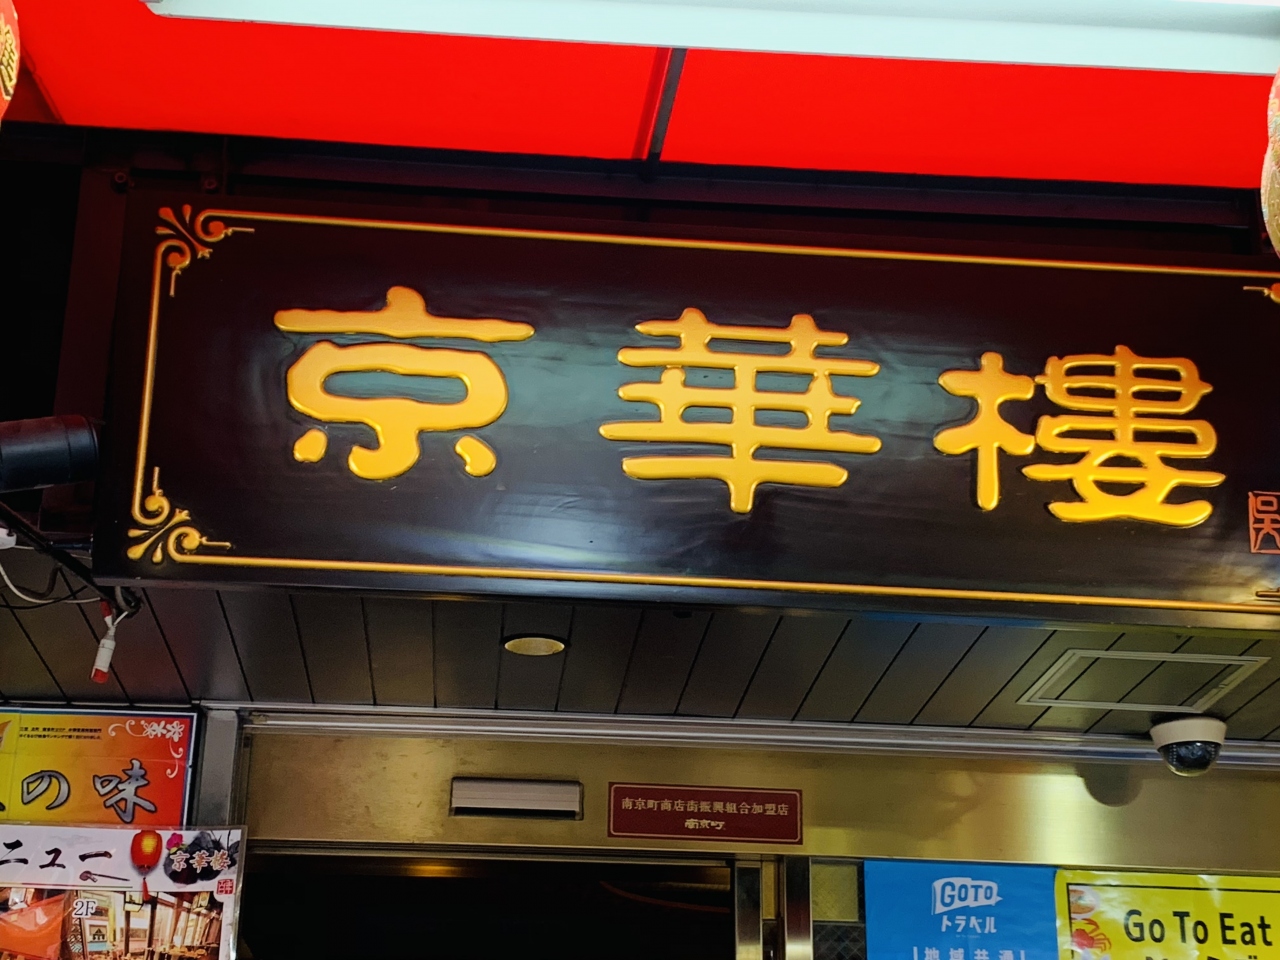 京華樓
呉
の味
ニュー
京華樓
2F
南京町商店街振興組合加盟店
南京町
GOTO
トラベル
地域共通
Go To Eat